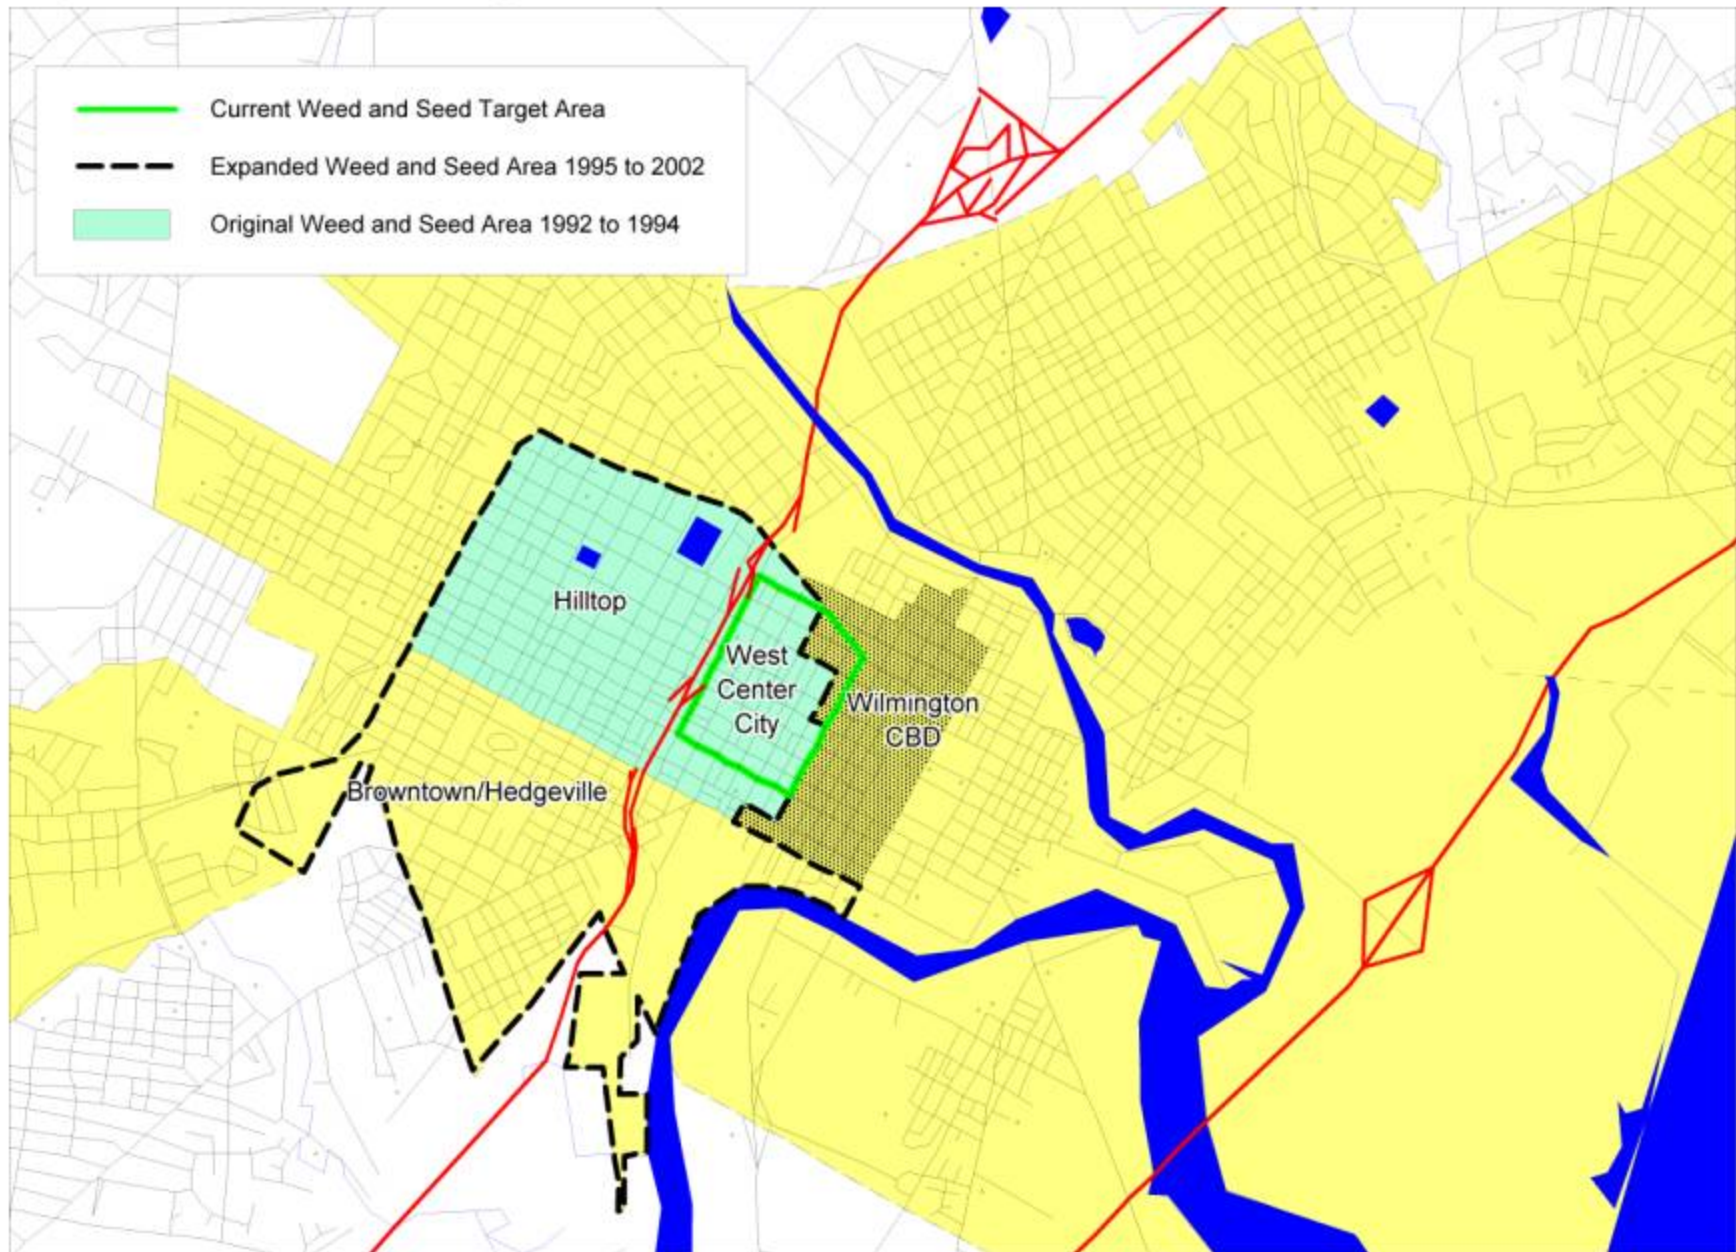 Current Weed and Seed Target Area
Expanded Weed and Seed Area 1995 to 2002
Original Weed and Seed Area 1992 to 1994
Hilltop
West
Center
City
Wilmington
CBD
Browntown/Hedgeville